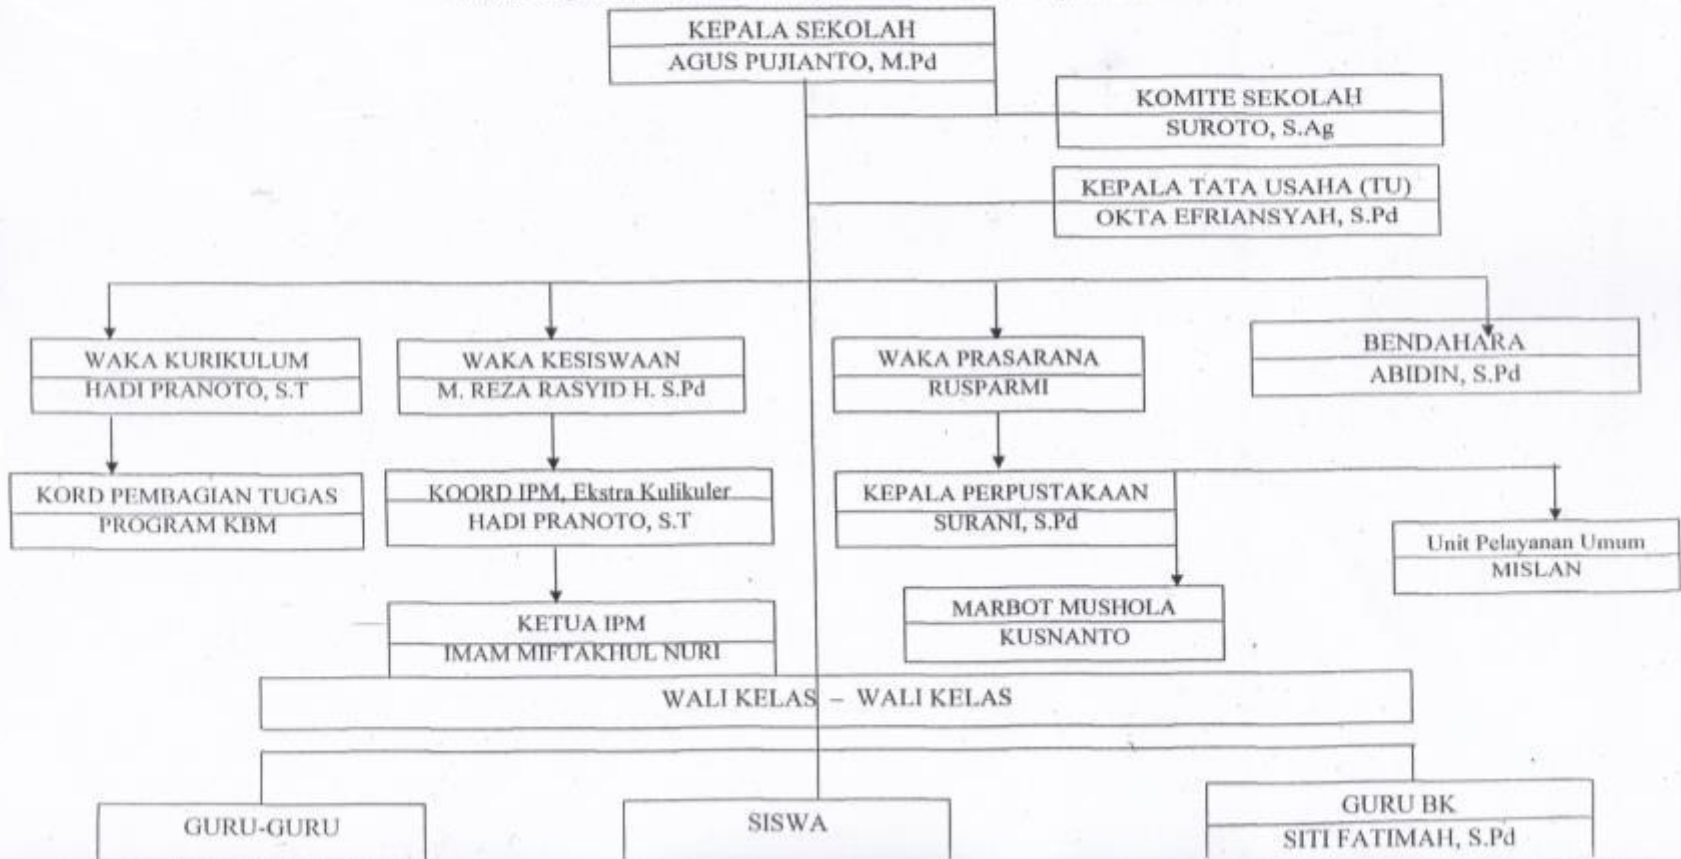 KEPALA SEKOLAH
AGUS PUJIANTO, M.Pd
KOMITE SEKOLAH
SUROTO, S.Ag
KEPALA TATA USAHA (TU)
OKTA EFRIANSYAH, S.Pd
WAKA KURIKULUM
HADI PRANOTO, S.T
WAKA KESISWAAN
M. REZA RASYID H. S.Pd
WAKA PRASARANA
RUSPARMI
BENDAHARA
ABIDIN, S.Pd
KORD PEMBAGIAN TUGAS
PROGRAM KBM
KOORD IPM, Ekstra Kulikuler
HADI PRANOTO, S.T
KEPALA PERPUSTAKAAN
SURANI, S.Pd
Unit Pelayanan Umum
MISLAN
KETUA IPM
IMAM MIFTAKHUL NURI
MARBOT MUSHOLA
KUSNANTO
WALI KELAS – WALI KELAS
GURU-GURU
SISWA
GURU BK
SITI FATIMAH, S.Pd